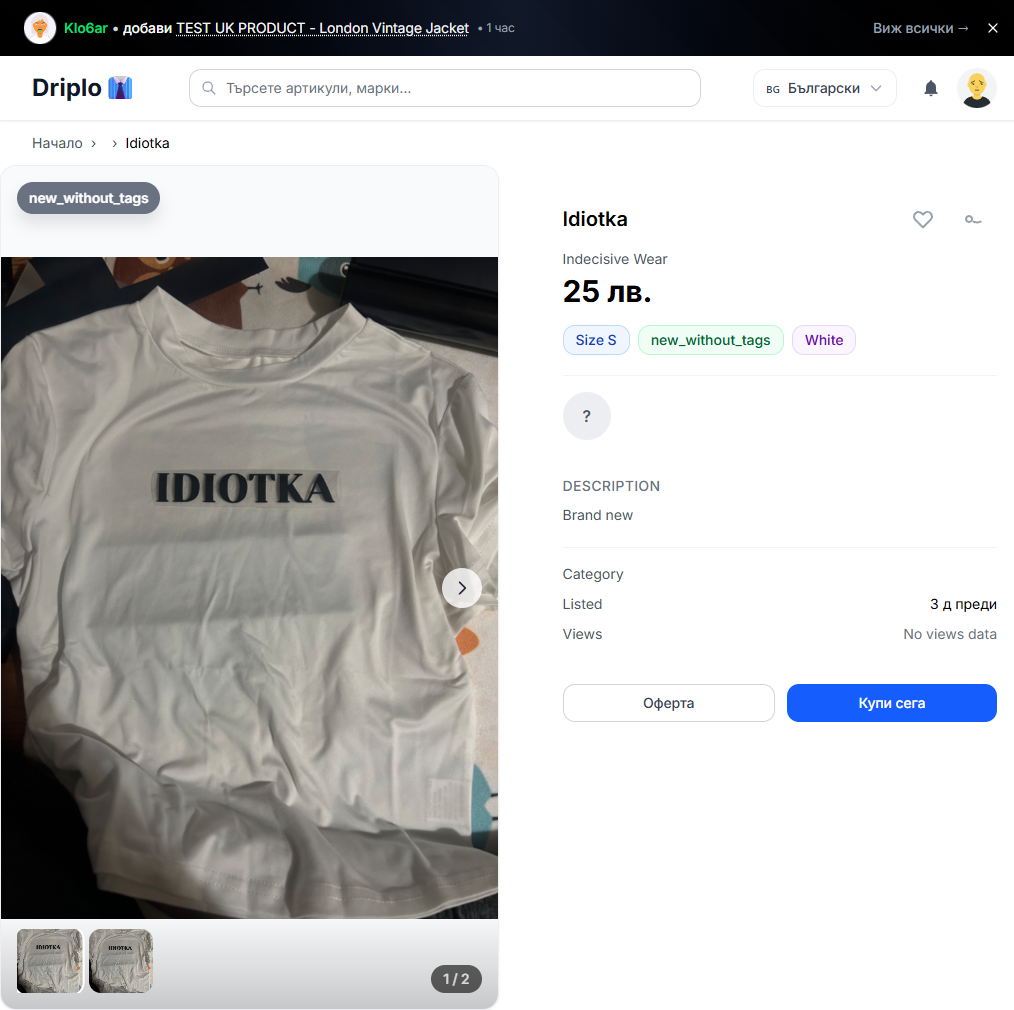 Klo6ar • добави TEST UK PRODUCT - London Vintage Jacket • 1 час
Виж всички →
Driplo
Търсете артикули, марки...
BG Български
Начало › › Idiotka
new_without_tags
IDIOTKA
1 / 2
Idiotka
Indecisive Wear
25 лв.
Size S
new_without_tags
White
?
DESCRIPTION
Brand new
Category
Listed 3 д преди
Views No views data
Оферта
Купи сега